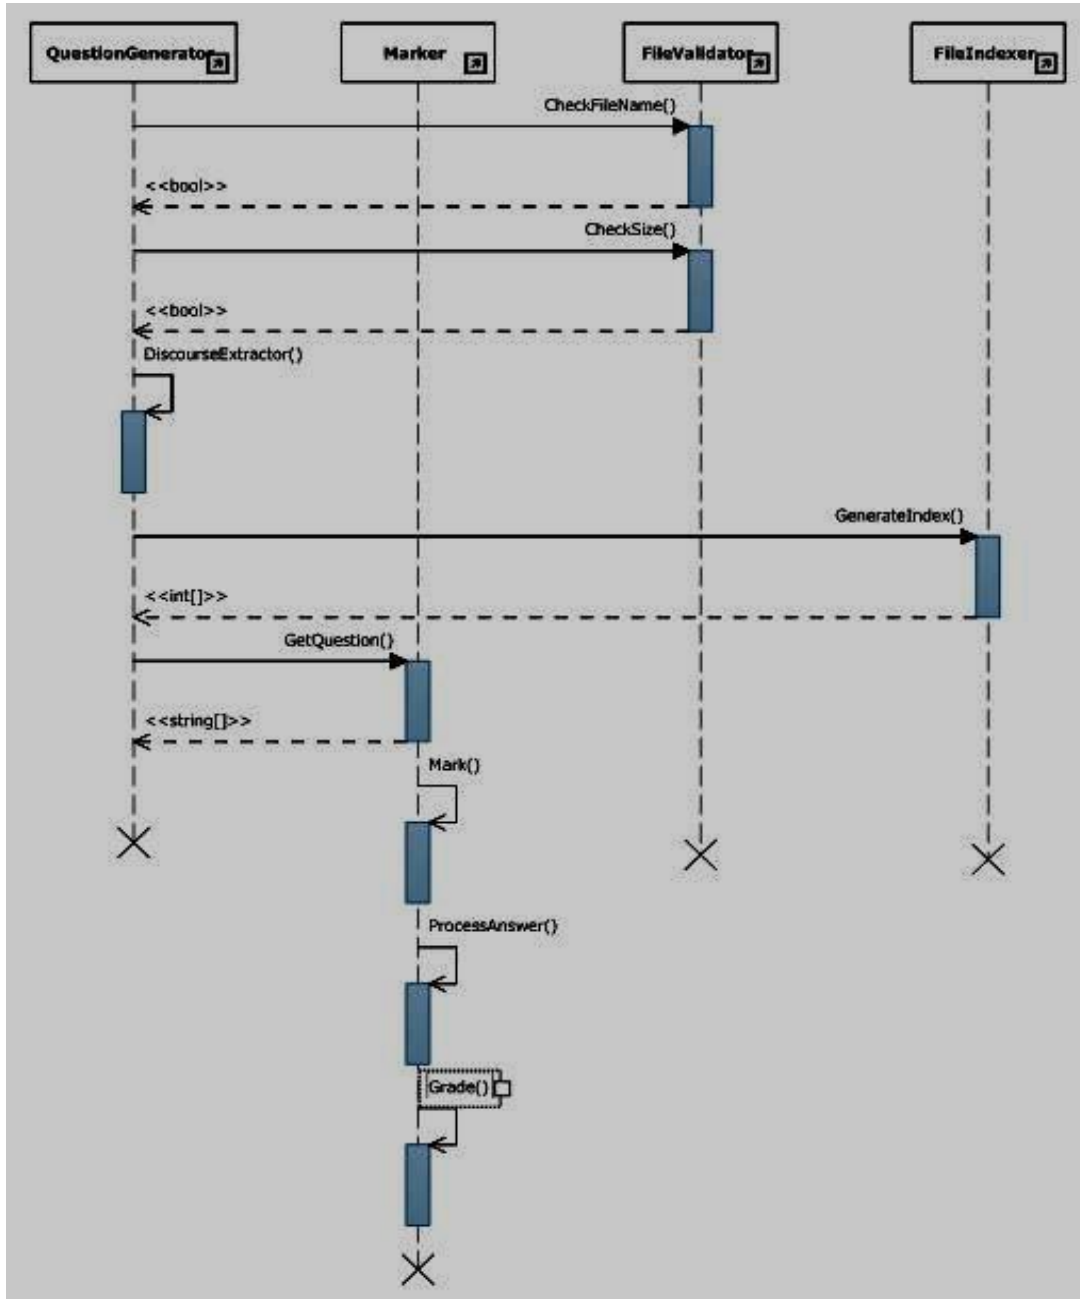 QuestionGenerator
Marker
FileValidator
FileIndexer
CheckFileName()
<<bool>>
CheckSize()
<<bool>>
DiscourseExtractor()
GenerateIndex()
<<int[]>>
GetQuestion()
<<string[]>>
Mark()
ProcessAnswer()
Grade()